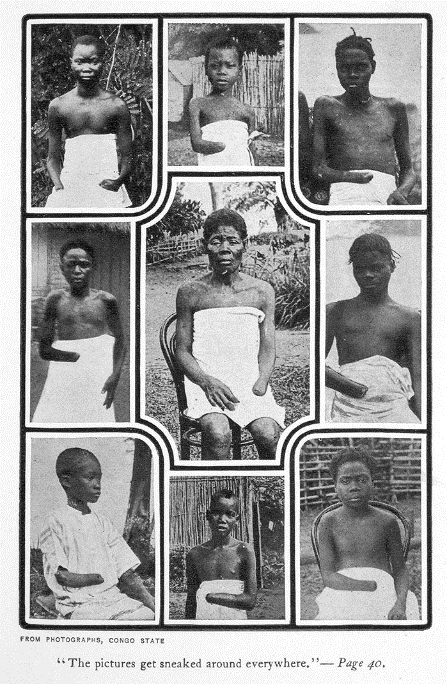 FROM PHOTOGRAPHS, CONGO STATE
"The pictures get sneaked around everywhere."—Page 40.